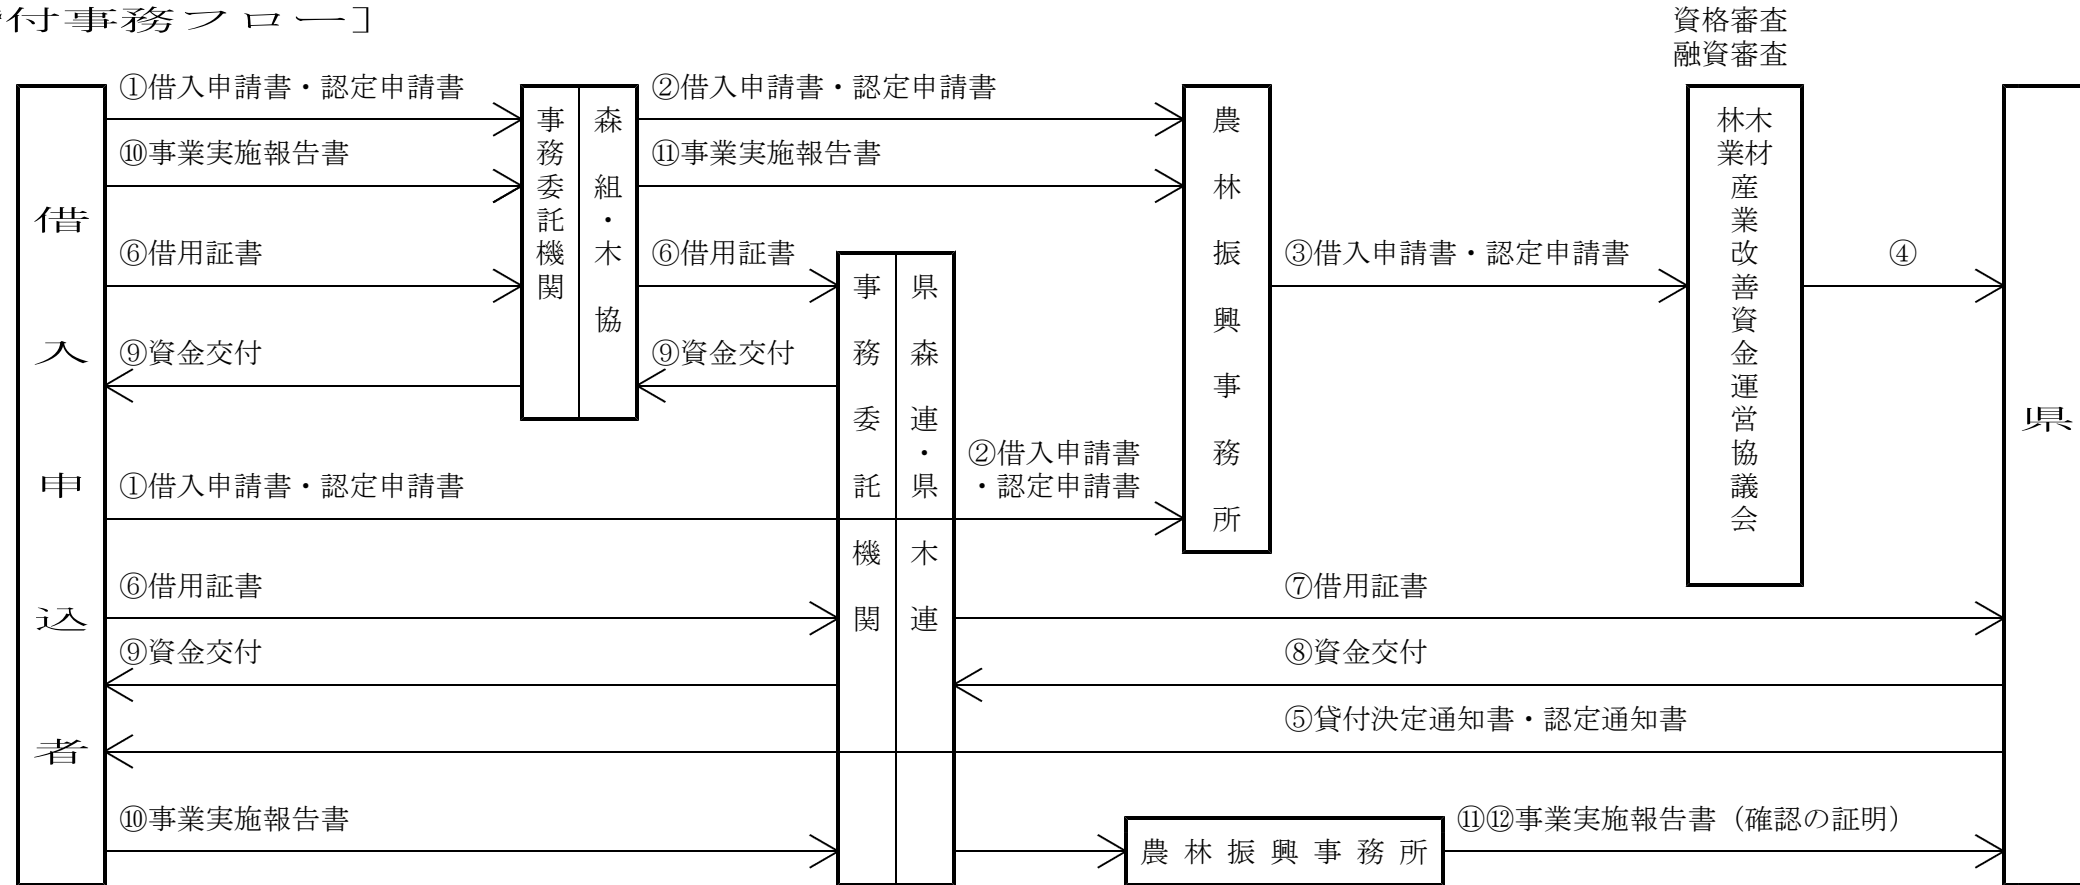 付事務フロー]
資格審査
融資審査
①借入申請書・認定申請書
②借入申請書・認定申請書
⑩事業実施報告書
⑪事業実施報告書
⑥借用証書
⑥借用証書
③借入申請書・認定申請書
④
⑨資金交付
⑨資金交付
①借入申請書・認定申請書
②借入申請書
・認定申請書
⑥借用証書
⑦借用証書
⑨資金交付
⑧資金交付
⑤貸付決定通知書・認定通知書
⑩事業実施報告書
⑪⑫事業実施報告書（確認の証明）
借入申込者
事務委託機関
森組・木協
事務委託機関
県森連・県木連
農林振興事務所
農林振興事務所
林業
木材
産業改善資金運営協議会
県